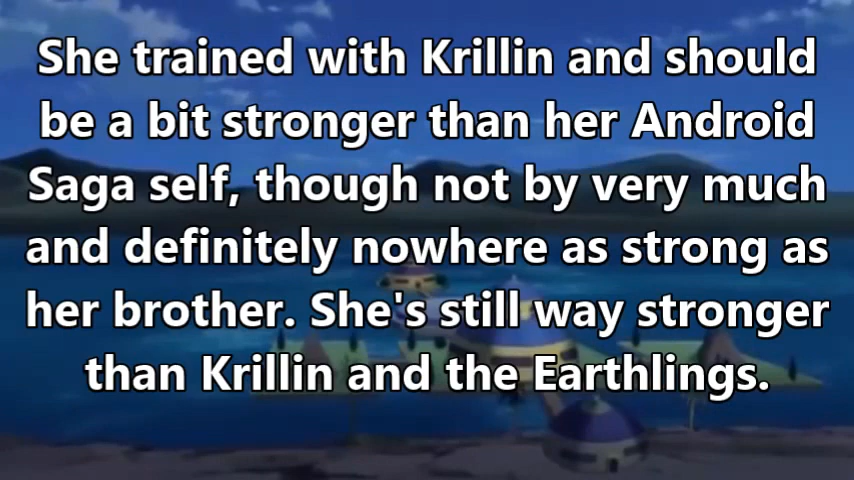 She trained with Krillin and should
be a bit stronger than her Android
Saga self, though not by very much
and definitely nowhere as strong as
her brother. She's still way stronger
than Krillin and the Earthlings.